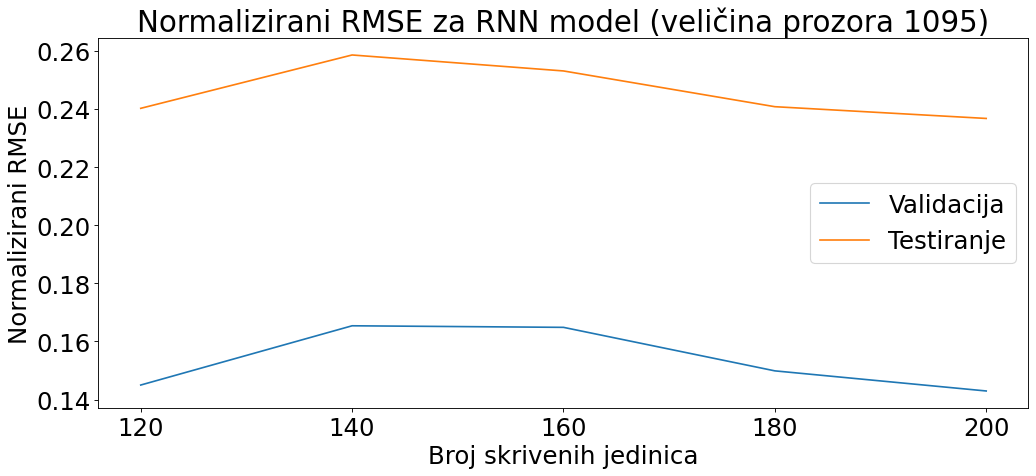 Normalizirani RMSE za RNN model (veličina prozora 1095)
Normalizirani RMSE
0.26
0.24
0.22
0.20
0.18
0.16
0.14
Validacija
Testiranje
120 140 160 180 200
Broj skrivenih jedinica